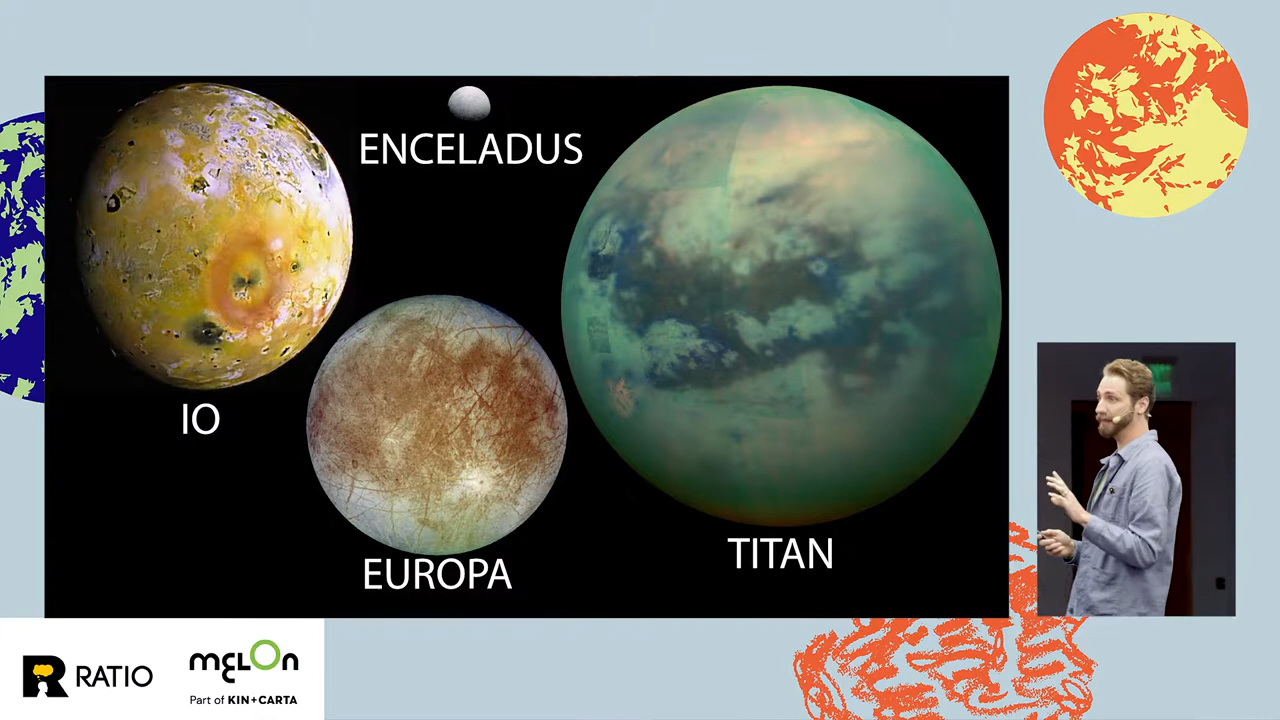 ENCELADUS
IO
EUROPA
TITAN
RATIO
melon
Part of KIN+CARTA